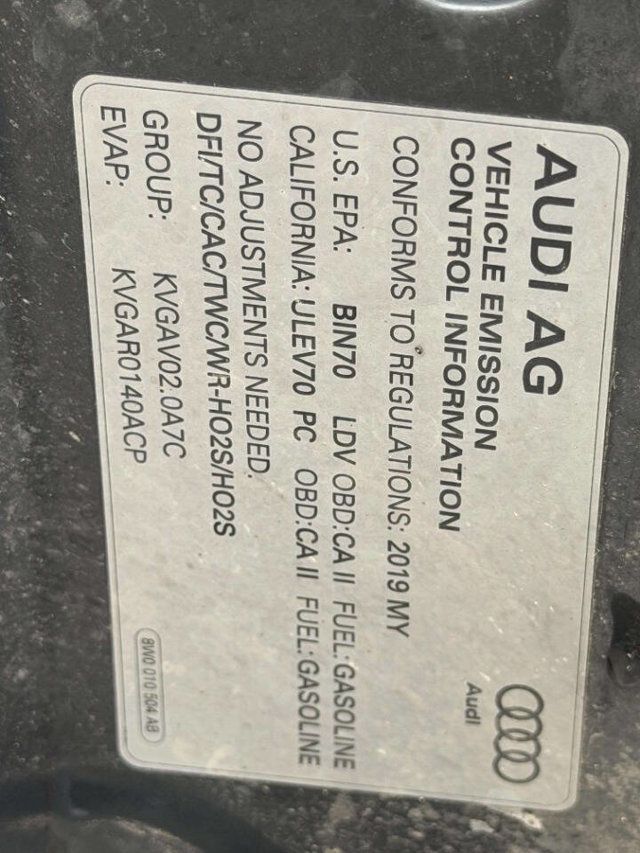 AUDI AG
VEHICLE EMISSION
CONTROL INFORMATION
Audi
CONFORMS TO REGULATIONS: 2019 MY
U.S. EPA: BIN70 LDV OBD:CA II FUEL:GASOLINE
CALIFORNIA: ULEV70 PC OBD:CA II FUEL:GASOLINE
NO ADJUSTMENTS NEEDED.
DFI/TC/CAC/TWC/WR-HO2S/HO2S
GROUP: KVGAV02.0A7C
EVAP: KVGAR0140ACP
8W0 010 504 AB